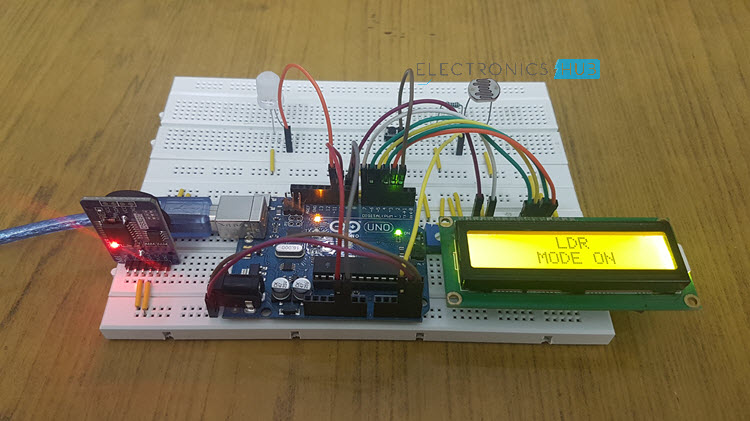 ELECTRONICS HUB
UNO
LDR
MODE ON